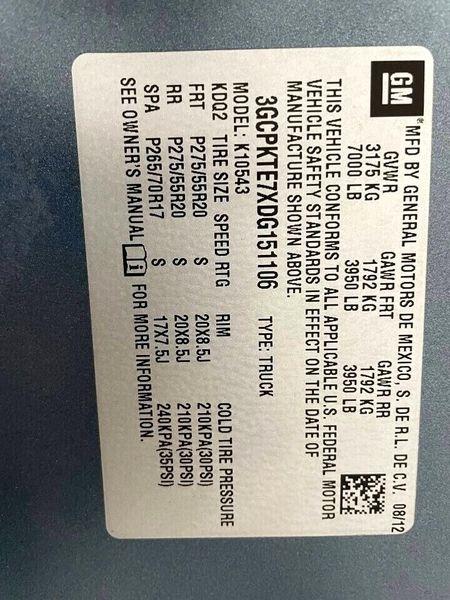 GM
MFD BY GENERAL MOTORS DE MEXICO, S. DE R.L. DE C.V. 08/12
GVWR GAWR FRT GAWR RR
3175 KG 1792 KG 1792 KG
7000 LB 3950 LB 3950 LB
THIS VEHICLE CONFORMS TO ALL APPLICABLE U.S. FEDERAL MOTOR
VEHICLE SAFETY STANDARDS IN EFFECT ON THE DATE OF
MANUFACTURE SHOWN ABOVE.
3GCPKTE7XDG151106 TYPE: TRUCK
MODEL: K10543
KDQ2 TIRE SIZE SPEED RTG RIM COLD TIRE PRESSURE
FRT P275/55R20 S 20X8.5J 210KPA(30PSI)
RR P275/55R20 S 20X8.5J 210KPA(30PSI)
SPA P265/70R17 S 17X7.5J 240KPA(35PSI)
SEE OWNER'S MANUAL i FOR MORE INFORMATION.